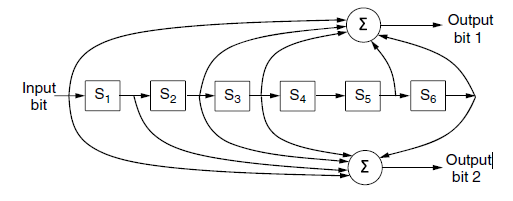 Σ
Output
bit 1
Input
bit
S1
S2
S3
S4
S5
S6
Σ
Output
bit 2